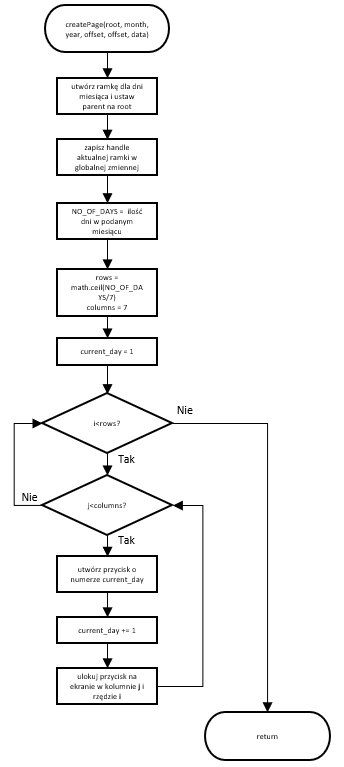 createPage(root, month,
year, offset, offset, data)
utwórz ramkę dla dni
miesiąca i ustaw
parent na root
zapisz handle
aktualnej ramki w
globalnej zmiennej
NO_OF_DAYS = ilość
dni w podanym
miesiącu
rows =
math.ceil(NO_OF_DA
YS/7)
columns = 7
current_day = 1
i<rows?
Nie
Tak
j<columns?
Nie
Tak
utwórz przycisk o
numerze current_day
current_day += 1
ulokuj przycisk na
ekranie w kolumnie j i
rzędzie i
return